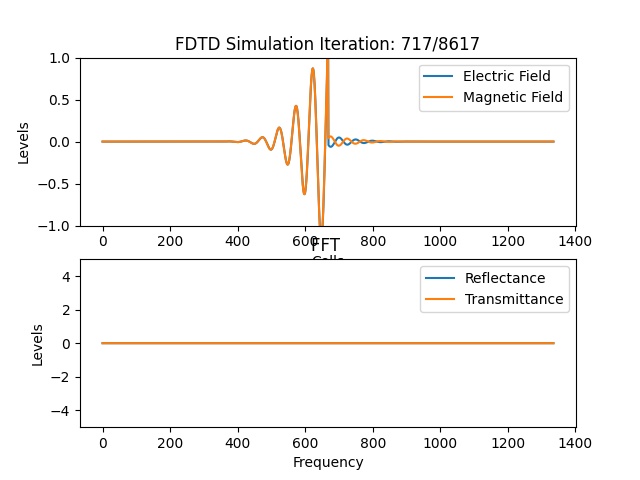 FDTD Simulation Iteration: 717/8617
1.0
0.5
0.0
−0.5
−1.0
Levels
Electric Field
Magnetic Field
0 200 400 600 800 1000 1200 1400
FFT
4
2
0
−2
−4
Levels
Reflectance
Transmittance
0 200 400 600 800 1000 1200 1400
Frequency